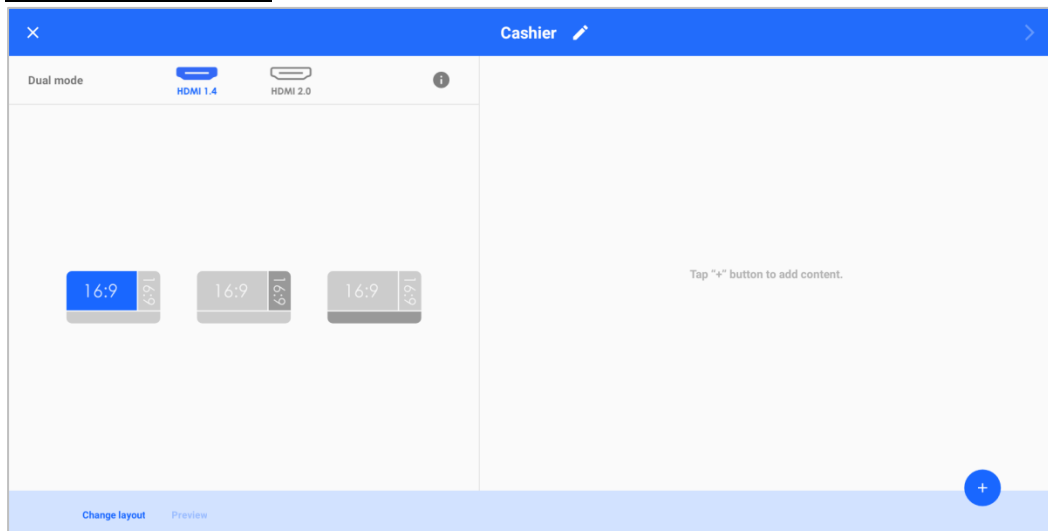 Cashier
Dual mode
HDMI 1.4
HDMI 2.0
16:9 16:9
16:9 16:9
16:9 16:9
Tap "+" button to add content.
+
Change layout
Preview